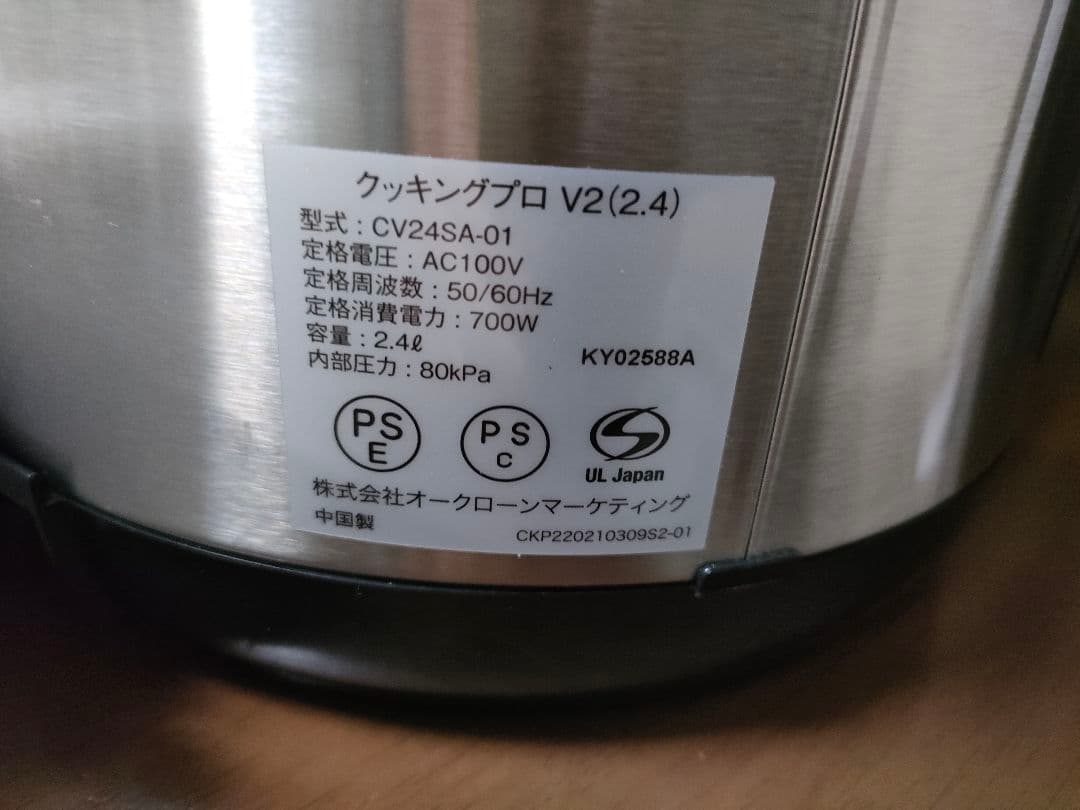 クッキングプロ V2(2.4)
型式：CV24SA-01
定格電圧：AC100V
定格周波数：50/60Hz
定格消費電力：700W
容量：2.4ℓ
内部圧力：80kPa
KY02588A
PS
E
PS
C
S
UL Japan
株式会社オークローンマーケティング
中国製
CKP220210309S2-01